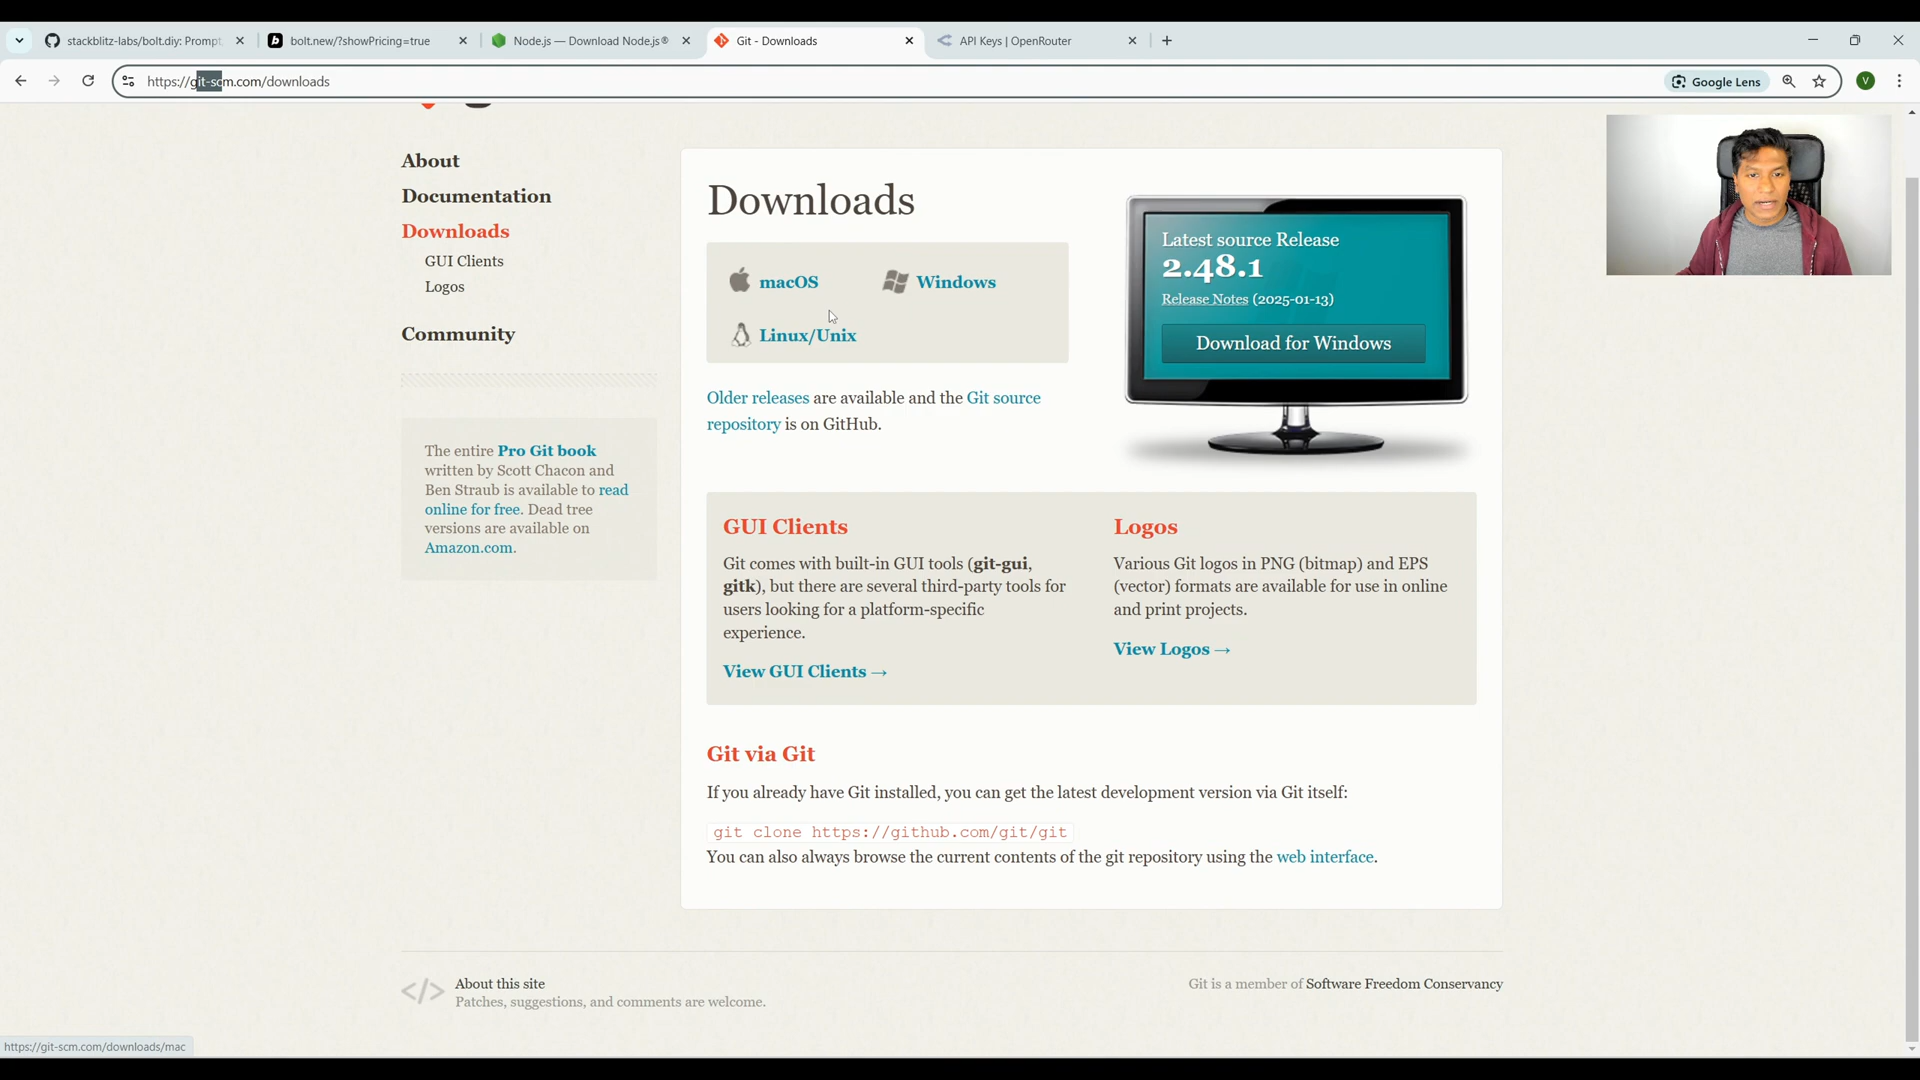 stackblitz-labs/bolt.diy: Prompt
bolt.new/?showPricing=true
Node.js — Download Node.js®
Git - Downloads
API Keys | OpenRouter
https://git-scm.com/downloads
Google Lens
V
About
Documentation
Downloads
GUI Clients
Logos
Community
The entire Pro Git book
written by Scott Chacon and
Ben Straub is available to read
online for free. Dead tree
versions are available on
Amazon.com.
Downloads
macOS
Windows
Linux/Unix
Older releases are available and the Git source
repository is on GitHub.
Latest source Release
2.48.1
Release Notes (2025-01-13)
Download for Windows
GUI Clients
Git comes with built-in GUI tools (git-gui,
gitk), but there are several third-party tools for
users looking for a platform-specific
experience.
View GUI Clients →
Logos
Various Git logos in PNG (bitmap) and EPS
(vector) formats are available for use in online
and print projects.
View Logos →
Git via Git
If you already have Git installed, you can get the latest development version via Git itself:
git clone https://github.com/git/git
You can also always browse the current contents of the git repository using the web interface.
</> About this site
Patches, suggestions, and comments are welcome.
Git is a member of Software Freedom Conservancy
https://git-scm.com/downloads/mac